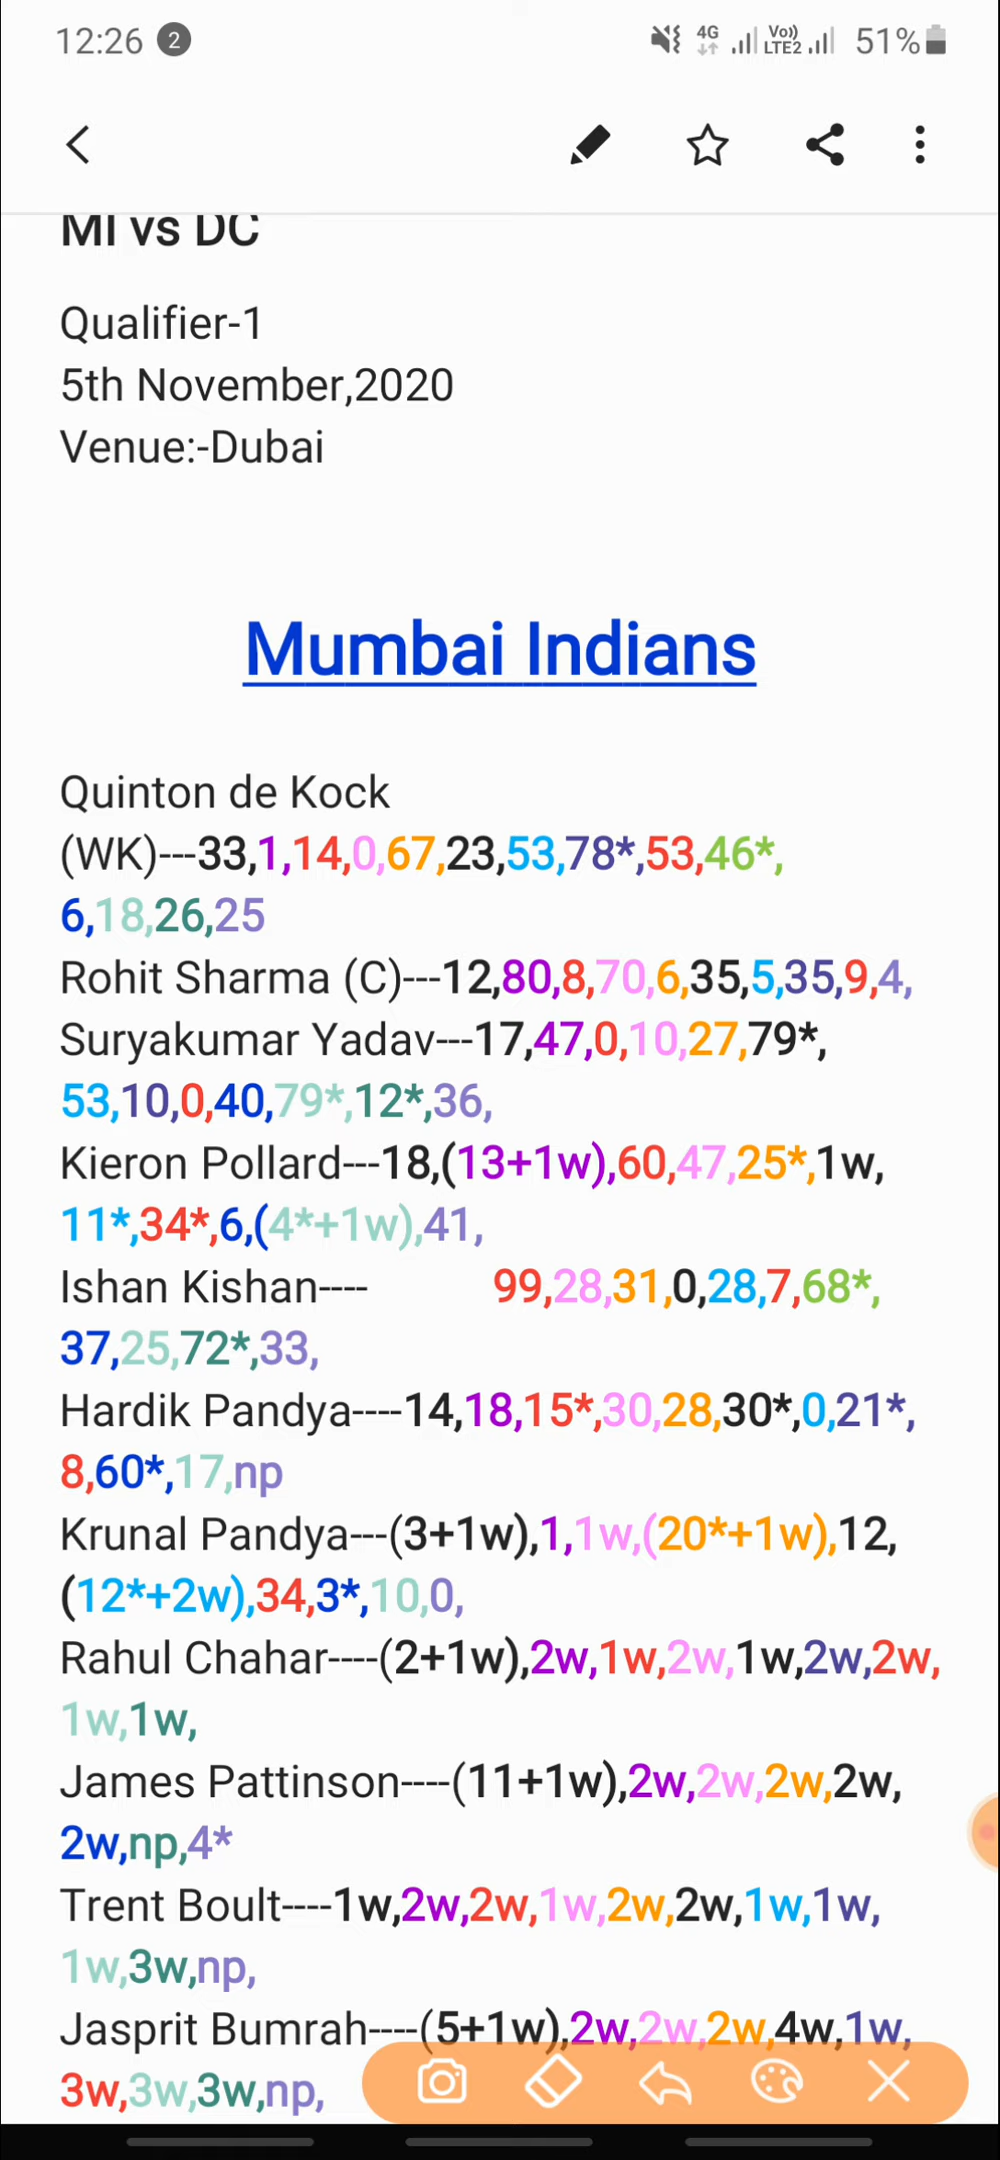 12:26 2 4G Vo)) LTE2 51%
MI vs DC
Qualifier-1
5th November,2020
Venue:-Dubai
Mumbai Indians
Quinton de Kock
(WK)---33,1,14,0,67,23,53,78*,53,46*,
6,18,26,25
Rohit Sharma (C)---12,80,8,70,6,35,5,35,9,4,
Suryakumar Yadav---17,47,0,10,27,79*,
53,10,0,40,79*,12*,36,
Kieron Pollard---18,(13+1w),60,47,25*,1w,
11*,34*,6,(4*+1w),41,
Ishan Kishan---- 99,28,31,0,28,7,68*,
37,25,72*,33,
Hardik Pandya----14,18,15*,30,28,30*,0,21*,
8,60*,17,np
Krunal Pandya---(3+1w),1,1w,(20*+1w),12,
(12*+2w),34,3*,10,0,
Rahul Chahar----(2+1w),2w,1w,2w,1w,2w,2w,
1w,1w,
James Pattinson----(11+1w),2w,2w,2w,2w,
2w,np,4*
Trent Boult----1w,2w,2w,1w,2w,2w,1w,1w,
1w,3w,np,
Jasprit Bumrah----(5+1w),2w,2w,2w,4w,1w,
3w,3w,3w,np,